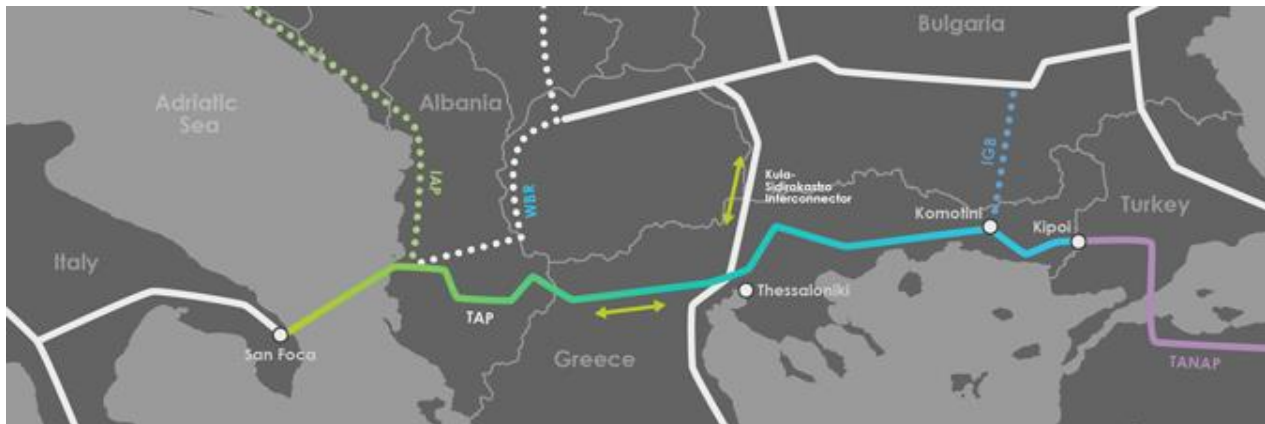 Bulgaria
Adriatic
Sea
Albania
IAP
WBR
IGB
Kula-
Sidirokastro
Interconnector
Komotini
Kipoi
Turkey
Italy
Thessaloniki
TAP
San Foca
Greece
TANAP